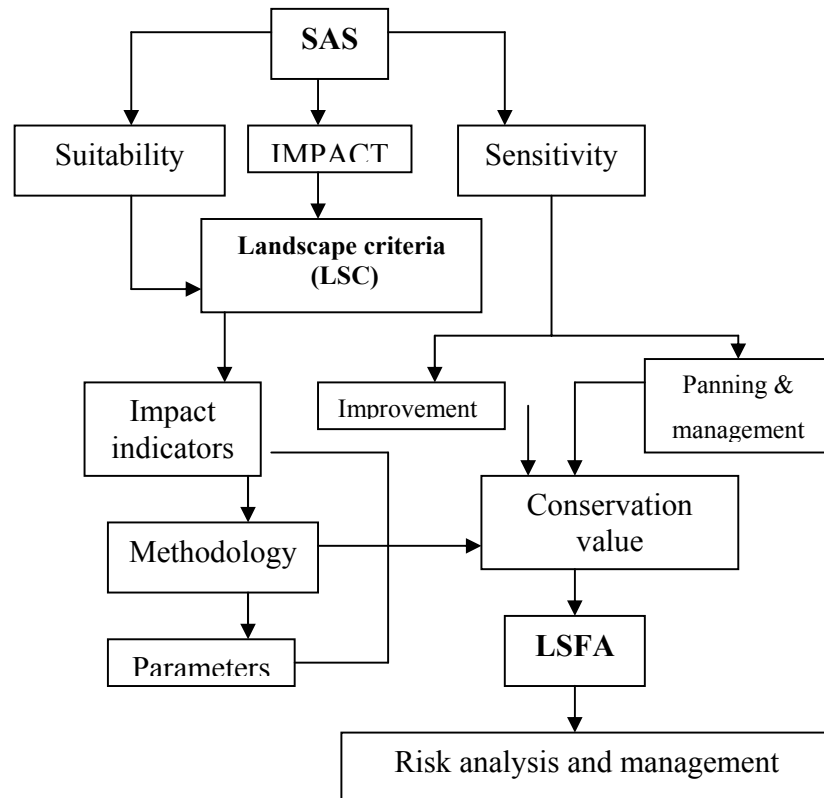 SAS
Suitability
IMPACT
Sensitivity
Landscape criteria
(LSC)
Impact
indicators
Improvement
Panning &
management
Methodology
Conservation
value
Parameters
LSFA
Risk analysis and management